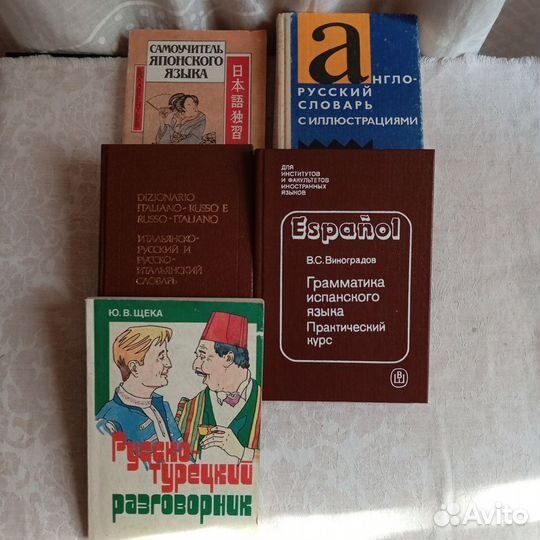 САМОУЧИТЕЛЬ
ЯПОНСКОГО
ЯЗЫКА
日本語独習
англо-
РУССКИЙ
СЛОВАРЬ
С ИЛЛЮСТРАЦИЯМИ
DIZIONARIO
ITALIANO-RUSSO E
RUSSO-ITALIANO
ИТАЛЬЯНСКО-
РУССКИЙ И
РУССКО-
ИТАЛЬЯНСКИЙ
СЛОВАРЬ
ДЛЯ
ИНСТИТУТОВ
И ФАКУЛЬТЕТОВ
ИНОСТРАННЫХ
ЯЗЫКОВ
Español
В.С.Виноградов
Грамматика
испанского
языка
Практический
курс
Ю. В. ЩЕКА
Русско-
турецкий
разговорник
Avito